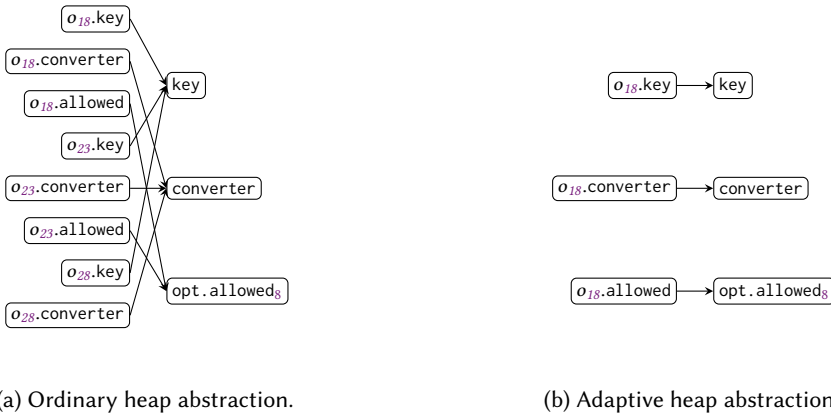 o18.key
o18.converter
o18.allowed
o23.key
o23.converter
o23.allowed
o28.key
o28.converter
key
converter
opt.allowed8
a) Ordinary heap abstraction.
o18.key
key
o18.converter
converter
o18.allowed
opt.allowed8
(b) Adaptive heap abstraction